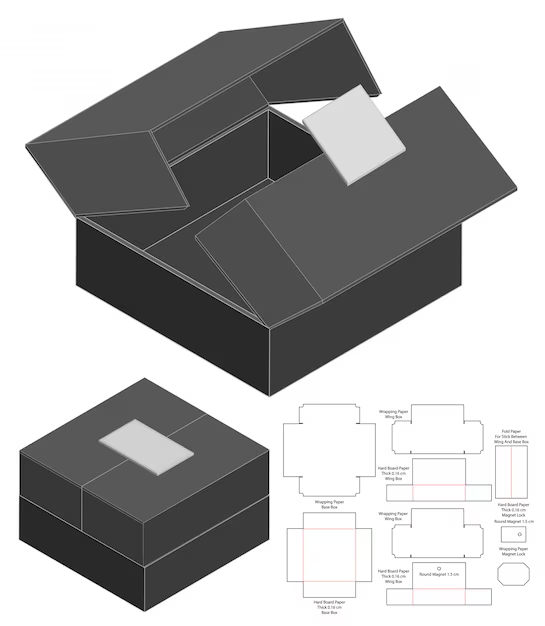 Wrapping Paper
Base Box
Hard Board Paper
Thick 0.16 cm
Base Box
Wrapping Paper
Wing Box
Hard Board Paper
Thick 0.16 cm
Wing Box
Wrapping Paper
Wing Box
Hard Board Paper
Thick 0.16 cm
Wing Box
Round Magnet 1.3 cm
Fold Paper
For Stick Between
Wing And Base Box
Hard Board Paper
Thick 0.16 cm
Magnet Lock
Round Magnet 1.3 cm
Wrapping Paper
Magnet Lock